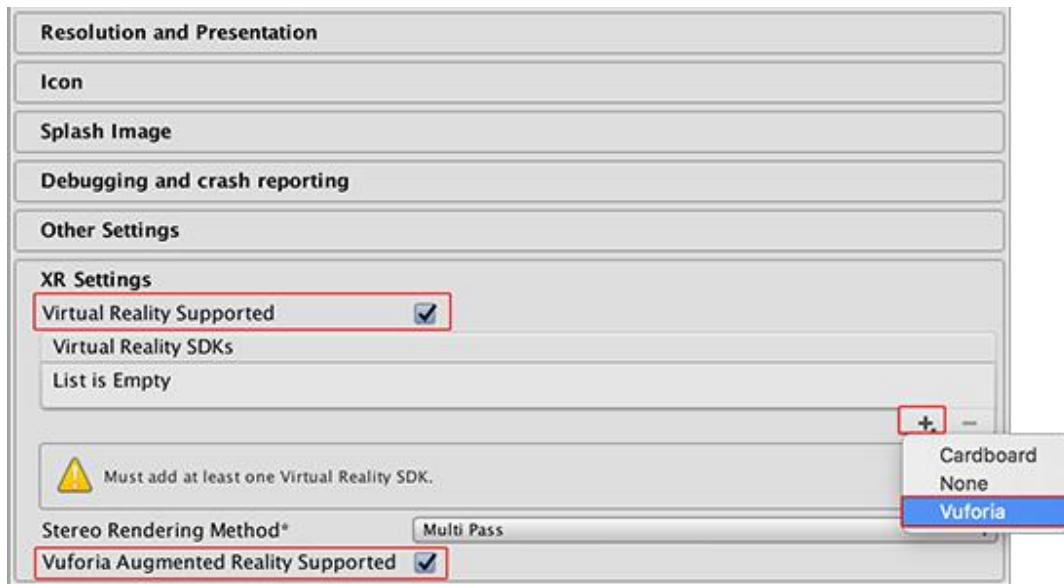 Resolution and Presentation
Icon
Splash Image
Debugging and crash reporting
Other Settings
XR Settings
Virtual Reality Supported
Virtual Reality SDKs
List is Empty
+ −
Cardboard
Must add at least one Virtual Reality SDK.
None
Vuforia
Stereo Rendering Method* Multi Pass
Vuforia Augmented Reality Supported